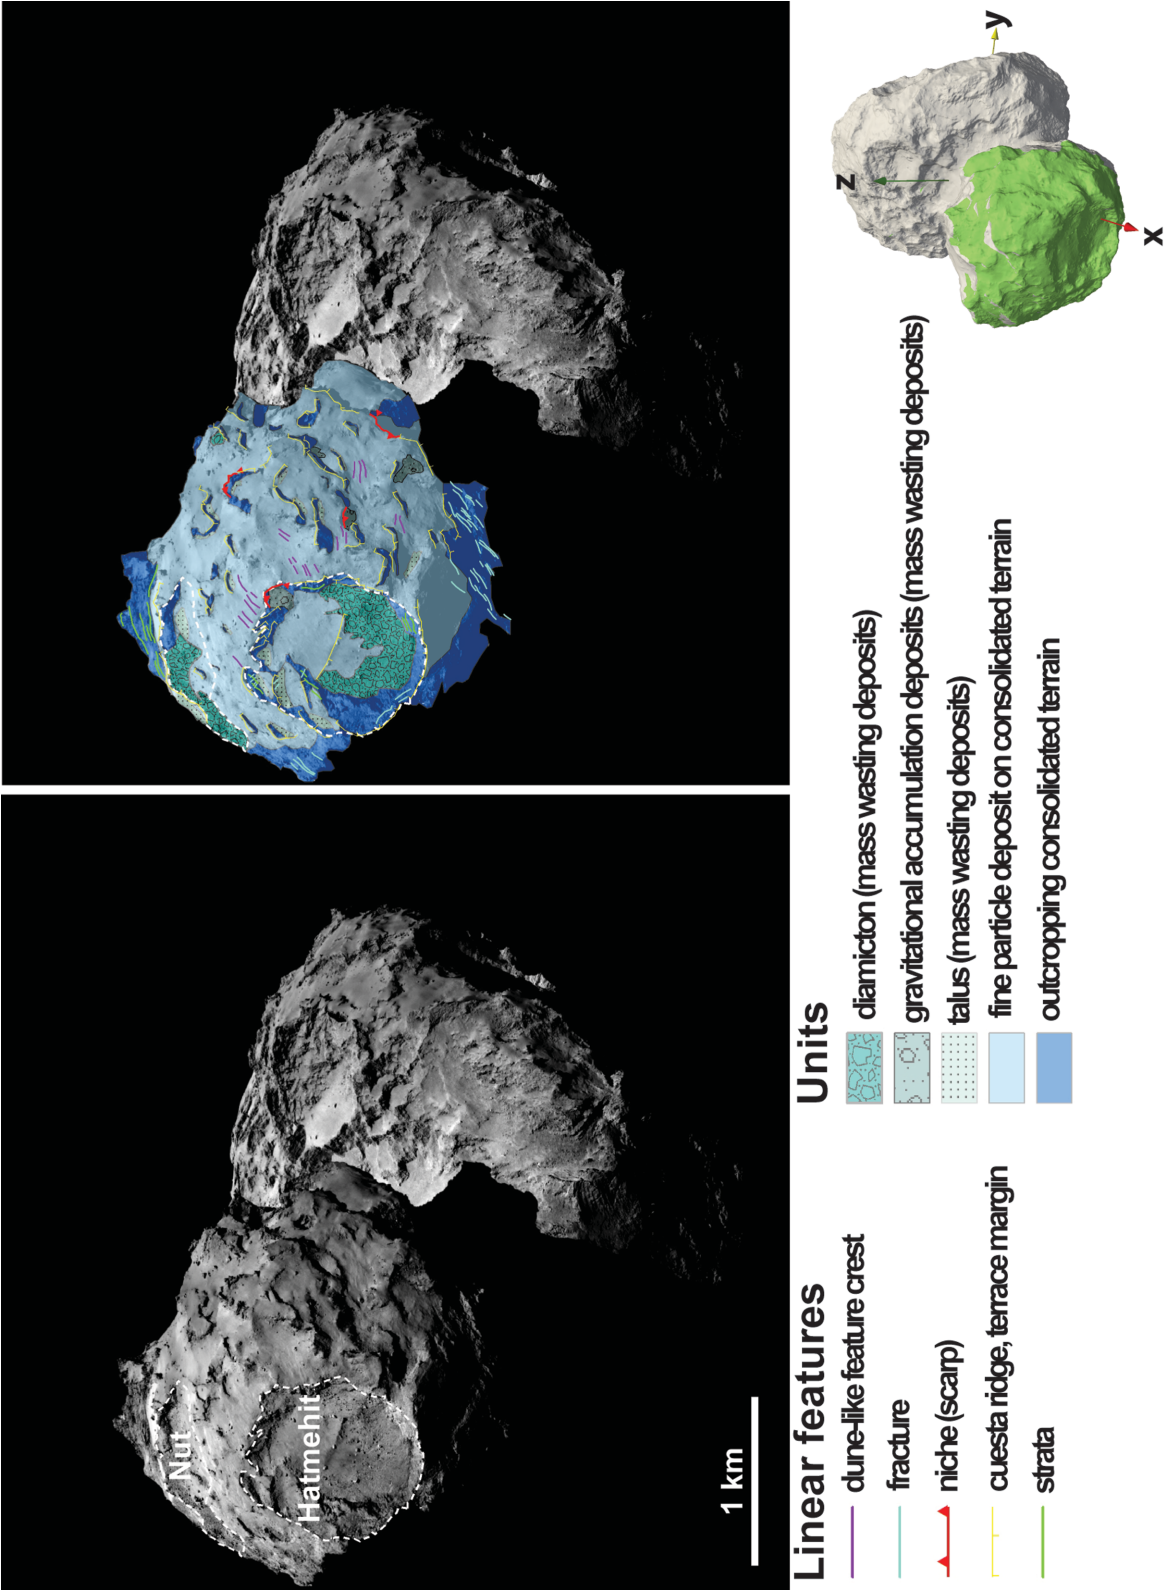 Nut
Hatmehit
1 km
Linear features
dune-like feature crest
fracture
niche (scarp)
cuesta ridge, terrace margin
strata
Units
diamicton (mass wasting deposits)
gravitational accumulation deposits (mass wasting deposits)
talus (mass wasting deposits)
fine particle deposit on consolidated terrain
outcropping consolidated terrain
z
y
x